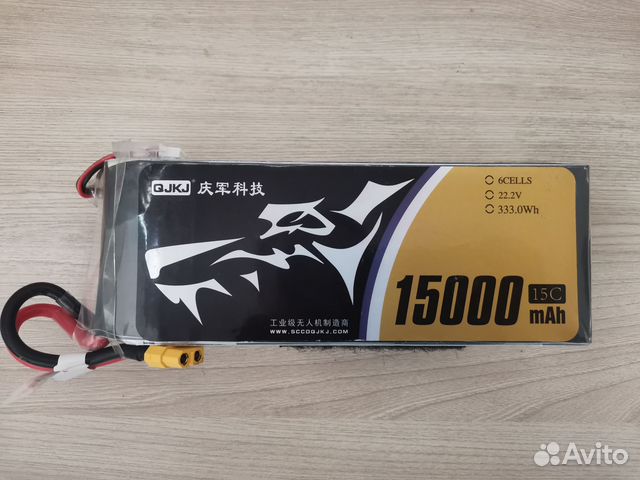 QJKJ 庆军科技
6CELLS
22.2V
333.0Wh
15000 15C mAh
工业级无人机制造商
WWW.SCCDQJKJ.COM
Avito